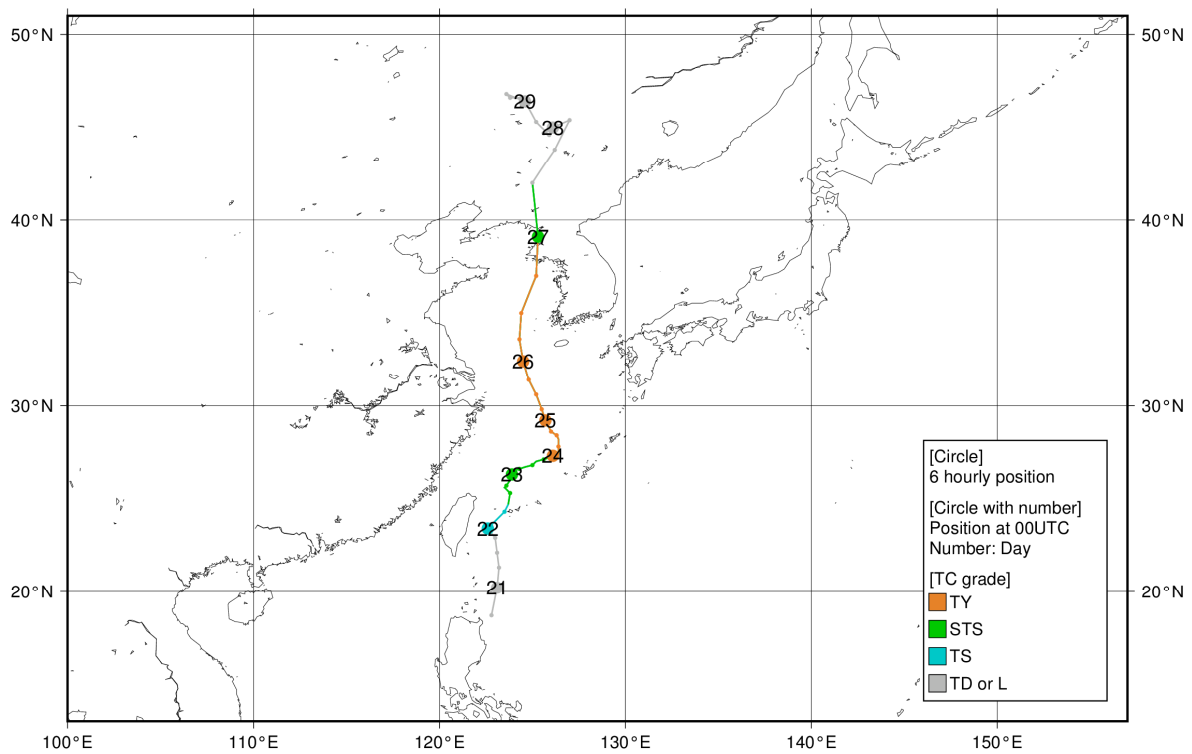 50°N
50°N
29
28
40°N
40°N
27
26
30°N
30°N
25
24
23
22
21
20°N
20°N
[Circle]
6 hourly position
[Circle with number]
Position at 00UTC
Number: Day
[TC grade]
TY
STS
TS
TD or L
100°E
110°E
120°E
130°E
140°E
150°E